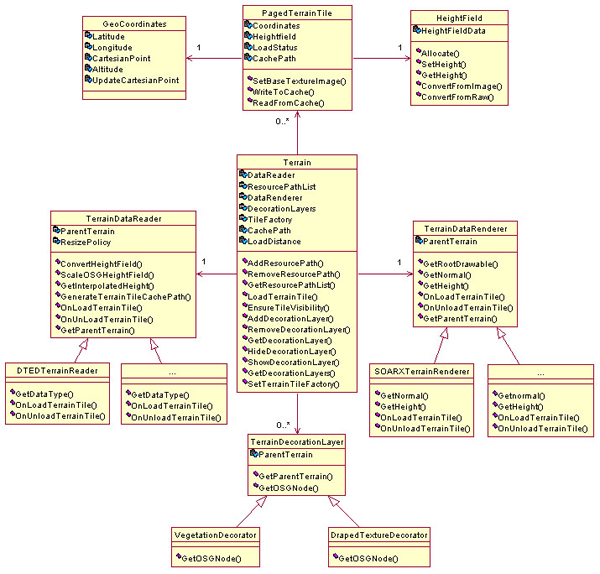 GeoCoordinates
Latitude
Longitude
CartesianPoint
Altitude
UpdateCartesianPoint
1
PagedTerrainTile
Coordinates
Heightfield
LoadStatus
CachePath
SetBaseTextureImage()
WriteToCache()
ReadFromCache()
1
HeightField
HeightFieldData
Allocate()
SetHeight()
GetHeight()
ConvertFromImage()
ConvertFromRaw()
0..*
Terrain
DataReader
ResourcePathList
DataRenderer
DecorationLayers
TileFactory
CachePath
LoadDistance
AddResourcePath()
RemoveResourcePath()
GetResourcePathList()
LoadTerrainTile()
EnsureTileVisibility()
AddDecorationLayer()
RemoveDecorationLayer()
GetDecorationLayer()
HideDecorationLayer()
ShowDecorationLayer()
GetDecorationLayers()
SetTerrainTileFactory()
TerrainDataReader
ParentTerrain
ResizePolicy
ConvertHeightField()
ScaleOSGHeightField()
GetInterpolatedHeight()
GenerateTerrainTileCachePath()
OnLoadTerrainTile()
OnUnLoadTerrainTile()
GetParentTerrain()
1
1
TerrainDataRenderer
ParentTerrain
GetRootDrawable()
GetNormal()
GetHeight()
OnLoadTerrainTile()
OnUnloadTerrainTile()
GetParentTerrain()
DTEDTerrainReader
GetDataType()
OnLoadTerrainTile()
OnUnloadTerrainTile()
...
GetDataType()
OnLoadTerrainTile()
OnUnloadTerrainTile()
SOARXTerrainRenderer
GetNormal()
GetHeight()
OnLoadTerrainTile()
OnUnloadTerrainTile()
...
Getnormal()
GetHeight()
OnLoadTerrainTile()
OnUnloadTerrainTile()
0..*
TerrainDecorationLayer
ParentTerrain
GetParentTerrain()
GetOSGNode()
VegetationDecorator
GetOSGNode()
DrapedTextureDecorator
GetOSGNode()